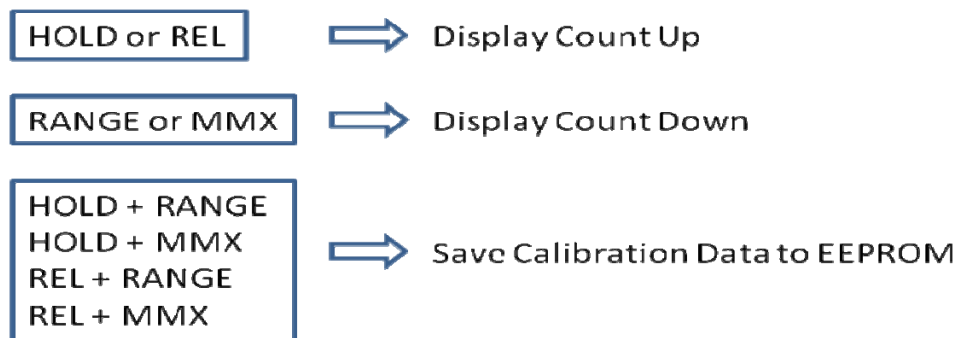 HOLD or REL Display Count Up
RANGE or MMX Display Count Down
HOLD + RANGE
HOLD + MMX
REL + RANGE
REL + MMX
Save Calibration Data to EEPROM